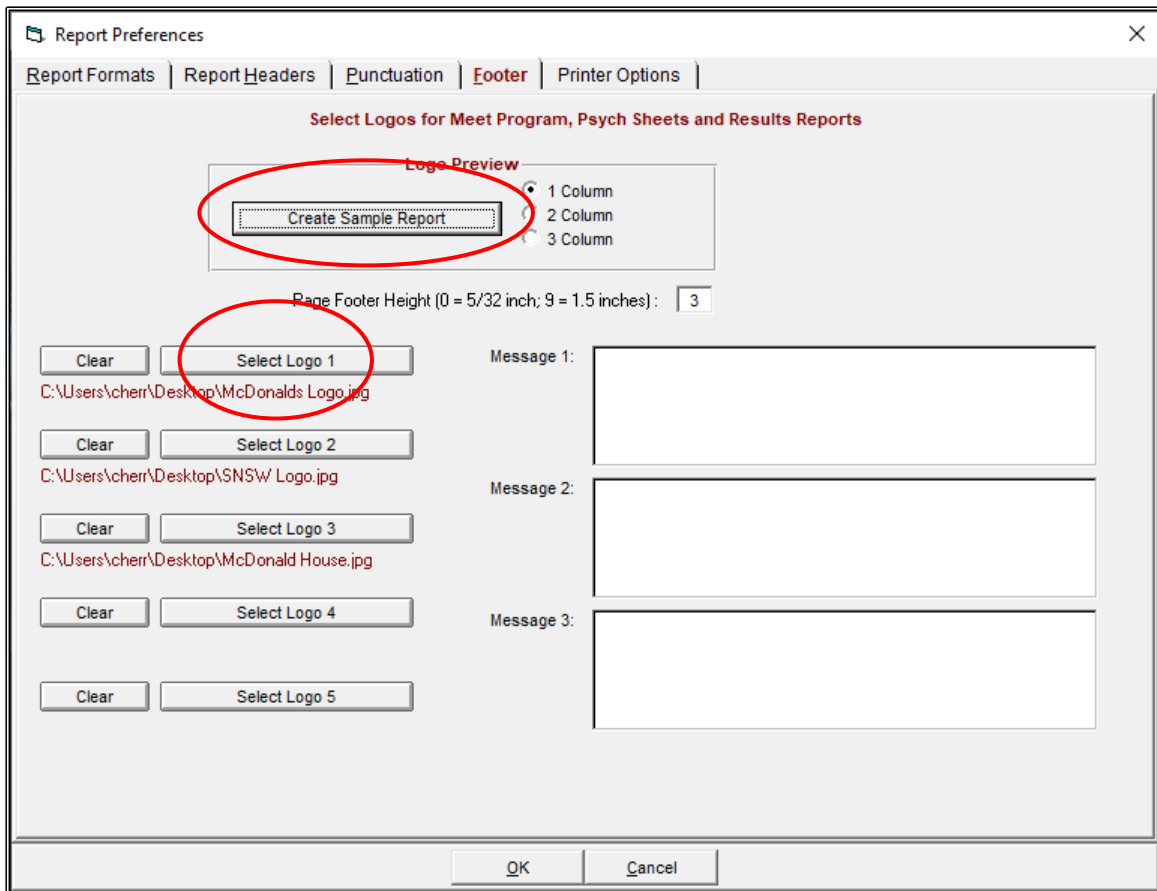 Report Preferences
Report Formats Report Headers Punctuation Footer Printer Options
Select Logos for Meet Program, Psych Sheets and Results Reports
Logo Preview
1 Column
Create Sample Report
2 Column
3 Column
Page Footer Height (0 = 5/32 inch; 9 = 1.5 inches) : 3
Clear Select Logo 1
C:\Users\cherr\Desktop\McDonalds Logo.jpg
Clear Select Logo 2
C:\Users\cherr\Desktop\SNSW Logo.jpg
Clear Select Logo 3
C:\Users\cherr\Desktop\McDonald House.jpg
Clear Select Logo 4
Clear Select Logo 5
Message 1:
Message 2:
Message 3:
OK Cancel